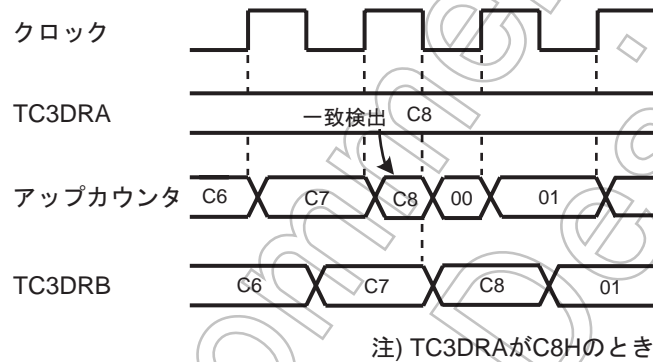 クロック
TC3DRA
一致検出 C8
アップカウンタ C6 C7 C8 00 01
TC3DRB C6 C7 C8 01
注) TC3DRAがC8Hのとき